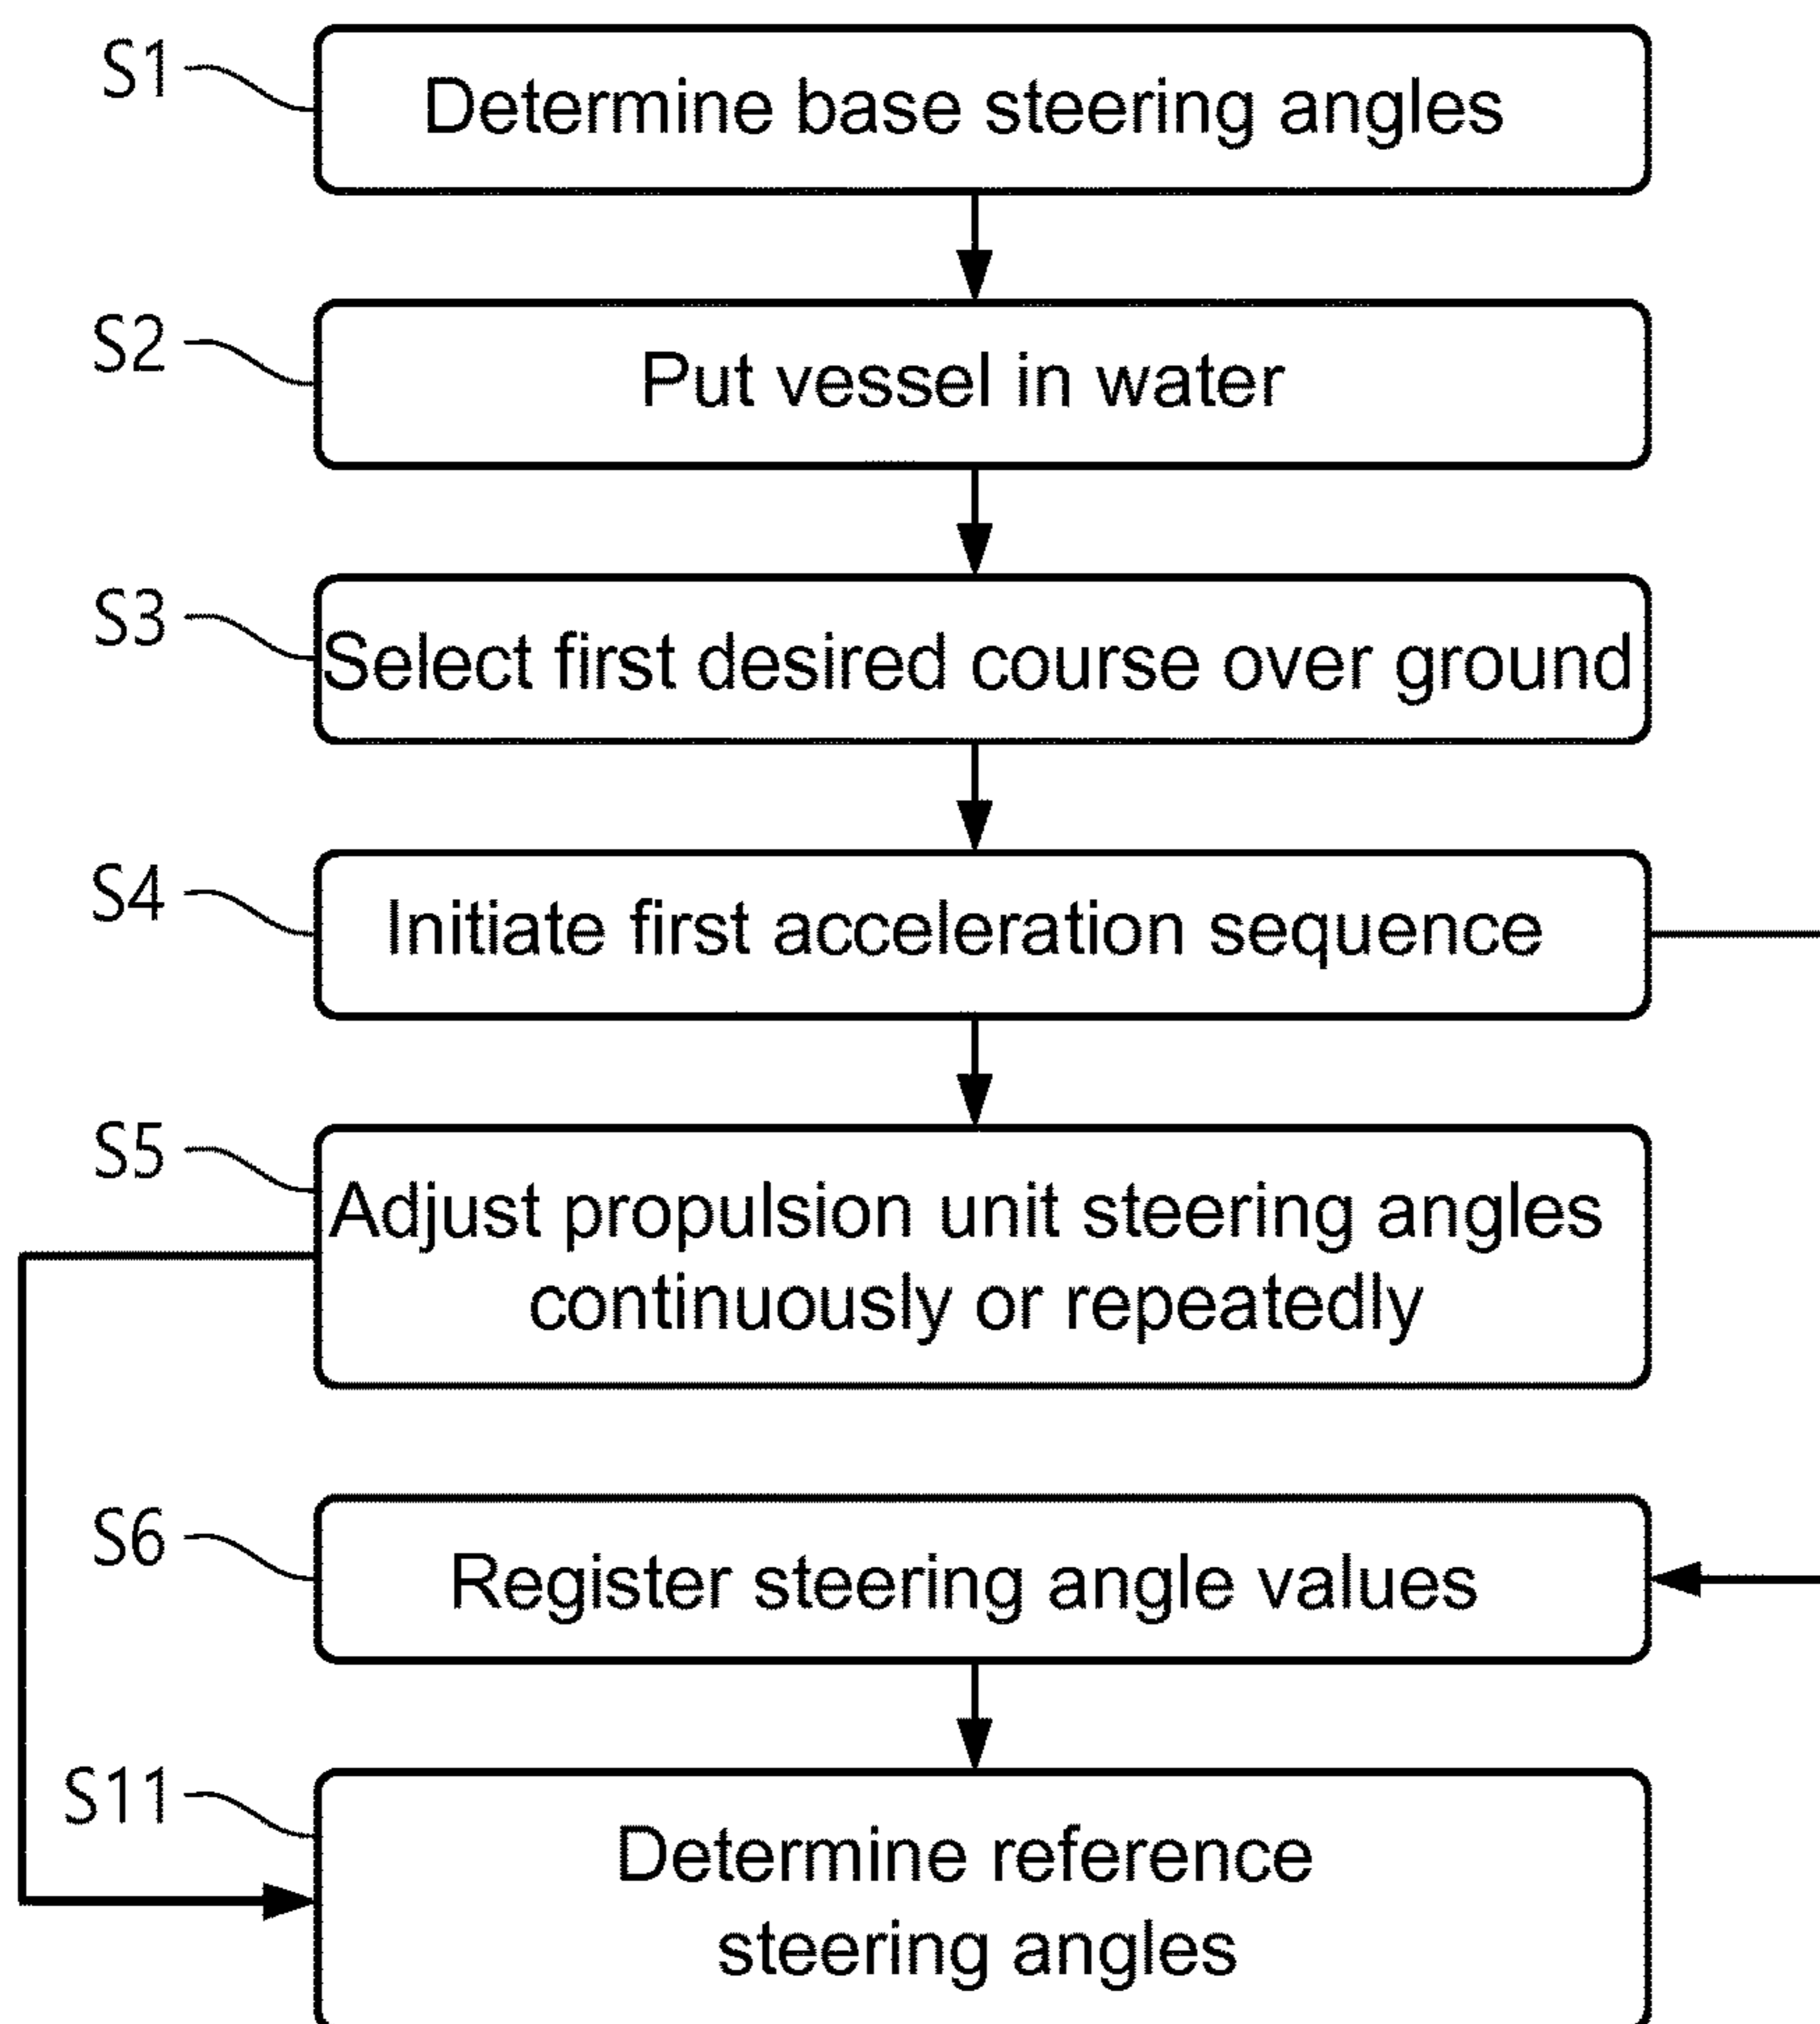 S1
Determine base steering angles
S2
Put vessel in water
S3
Select first desired course over ground
S4
Initiate first acceleration sequence
S5
Adjust propulsion unit steering angles
continuously or repeatedly
S6
Register steering angle values
S11
Determine reference
steering angles